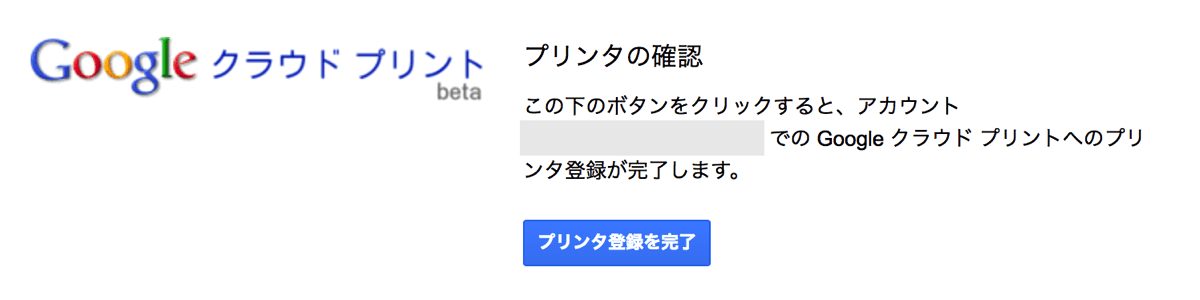 Google クラウド プリント
beta
プリンタの確認
この下のボタンをクリックすると、アカウント
での Google クラウド プリントへのプリ
ンタ登録が完了します。
プリンタ登録を完了